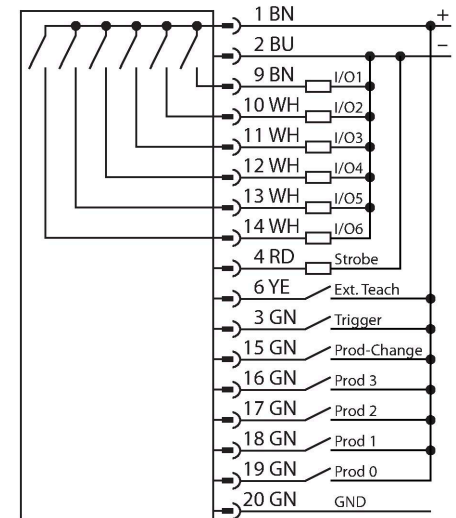 1 BN +
2 BU −
9 BN I/O1
10 WH I/O2
11 WH I/O3
12 WH I/O4
13 WH I/O5
14 WH I/O6
4 RD Strobe
6 YE Ext. Teach
3 GN Trigger
15 GN Prod-Change
16 GN Prod 3
17 GN Prod 2
18 GN Prod 1
19 GN Prod 0
20 GN GND